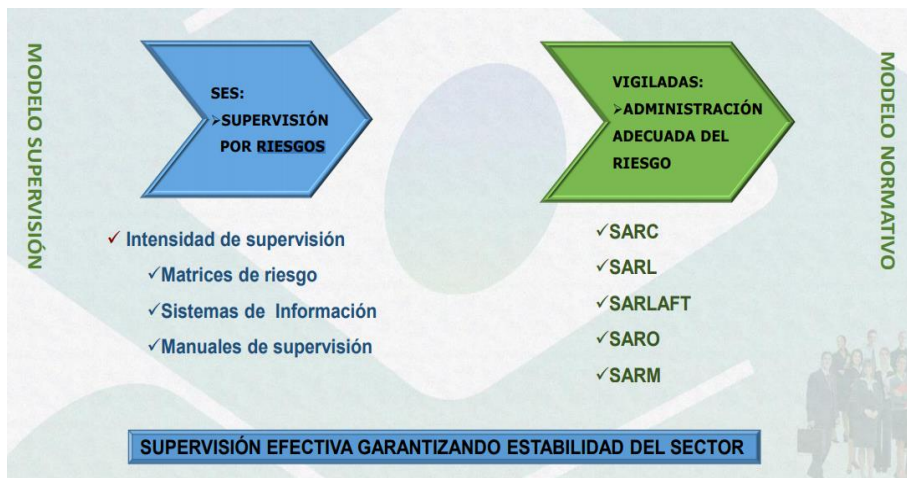 MODELO SUPERVISIÓN
SES:
➢SUPERVISIÓN
POR RIESGOS
✓ Intensidad de supervisión
✓Matrices de riesgo
✓Sistemas de Información
✓Manuales de supervisión
VIGILADAS:
➢ADMINISTRACIÓN
ADECUADA DEL
RIESGO
✓SARC
✓SARL
✓SARLAFT
✓SARO
✓SARM
MODELO NORMATIVO
SUPERVISIÓN EFECTIVA GARANTIZANDO ESTABILIDAD DEL SECTOR